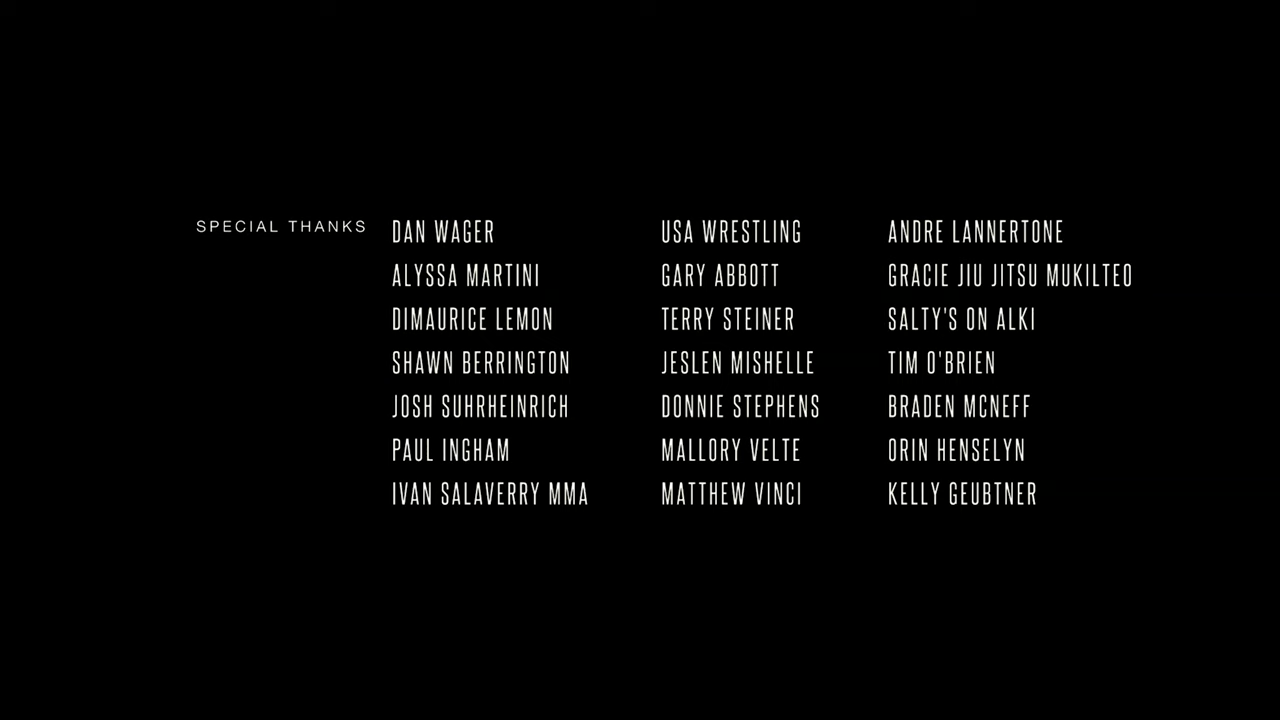 SPECIAL THANKS
DAN WAGER
ALYSSA MARTINI
DIMAURICE LEMON
SHAWN BERRINGTON
JOSH SUHRHEINRICH
PAUL INGHAM
IVAN SALAVERRY MMA
USA WRESTLING
GARY ABBOTT
TERRY STEINER
JESLEN MISHELLE
DONNIE STEPHENS
MALLORY VELTE
MATTHEW VINCI
ANDRE LANNERTONE
GRACIE JIU JITSU MUKILTEO
SALTY'S ON ALKI
TIM O'BRIEN
BRADEN MCNEFF
ORIN HENSELYN
KELLY GEUBTNER